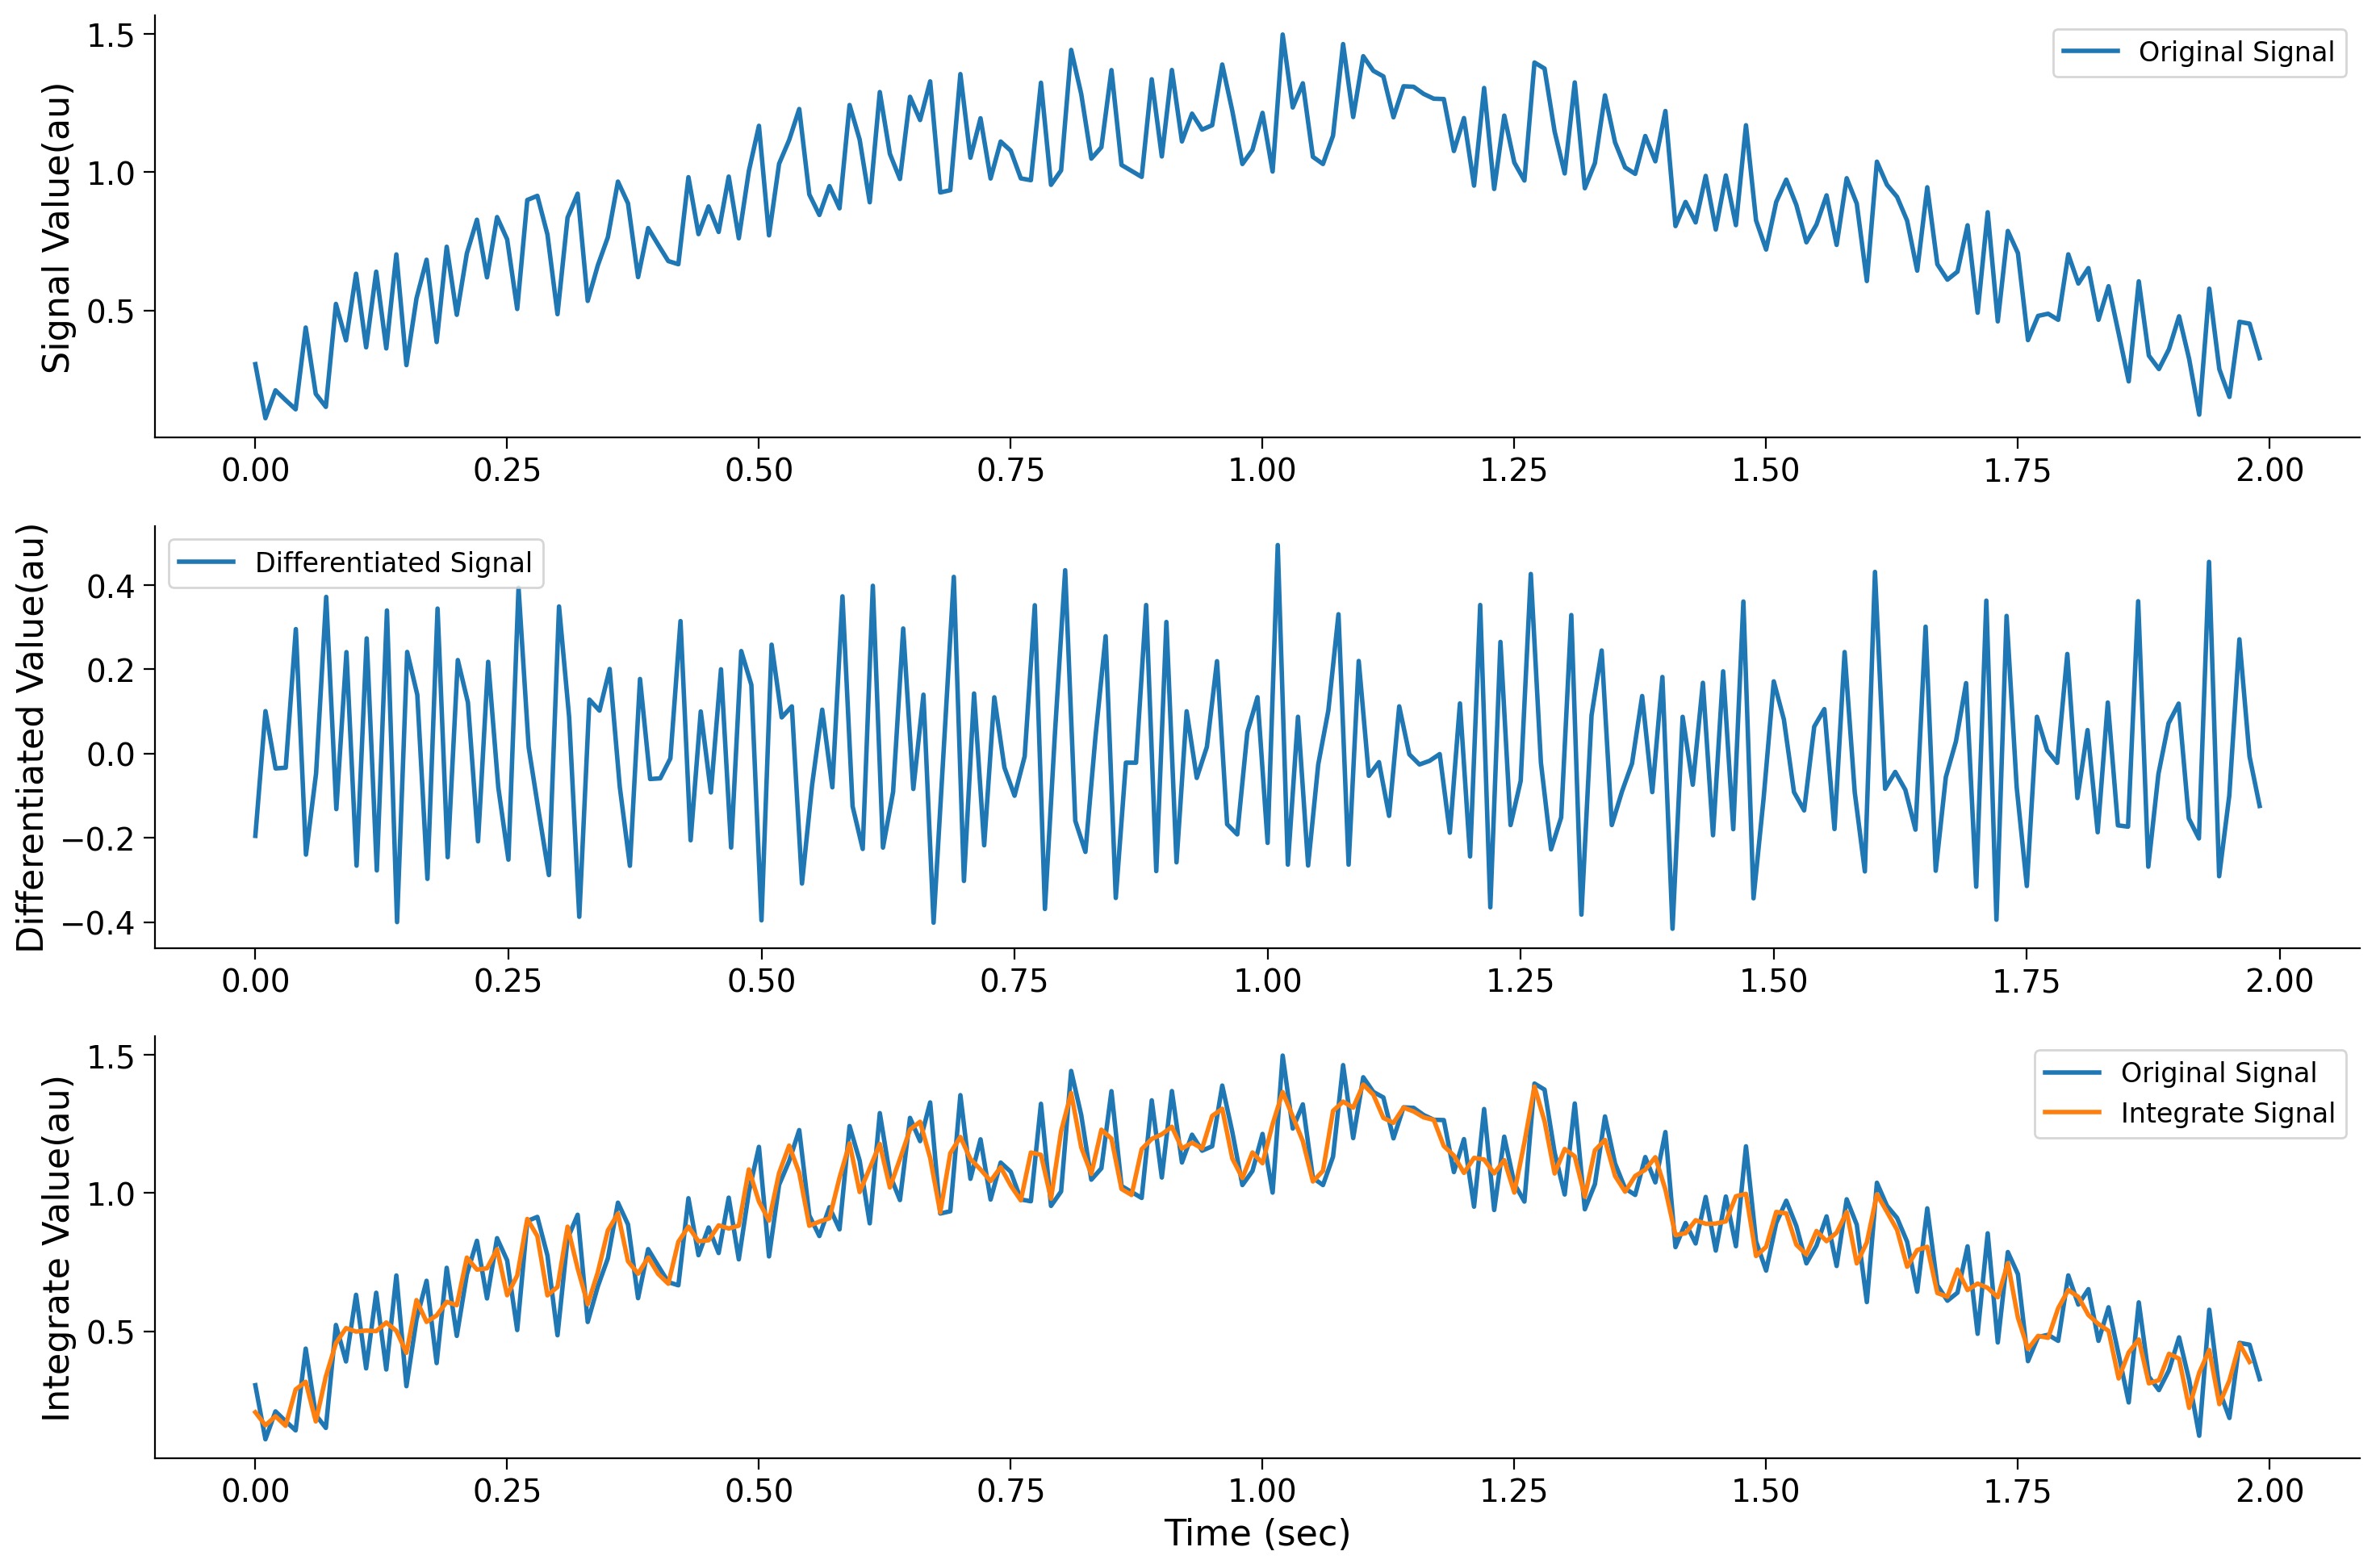 Signal Value(au)
1.5
1.0
0.5
Original Signal
0.00 0.25 0.50 0.75 1.00 1.25 1.50 1.75 2.00
Differentiated Value(au)
Differentiated Signal
0.4
0.2
0.0
−0.2
−0.4
0.00 0.25 0.50 0.75 1.00 1.25 1.50 1.75 2.00
Integrate Value(au)
1.5
1.0
0.5
Original Signal
Integrate Signal
0.00 0.25 0.50 0.75 1.00 1.25 1.50 1.75 2.00
Time (sec)